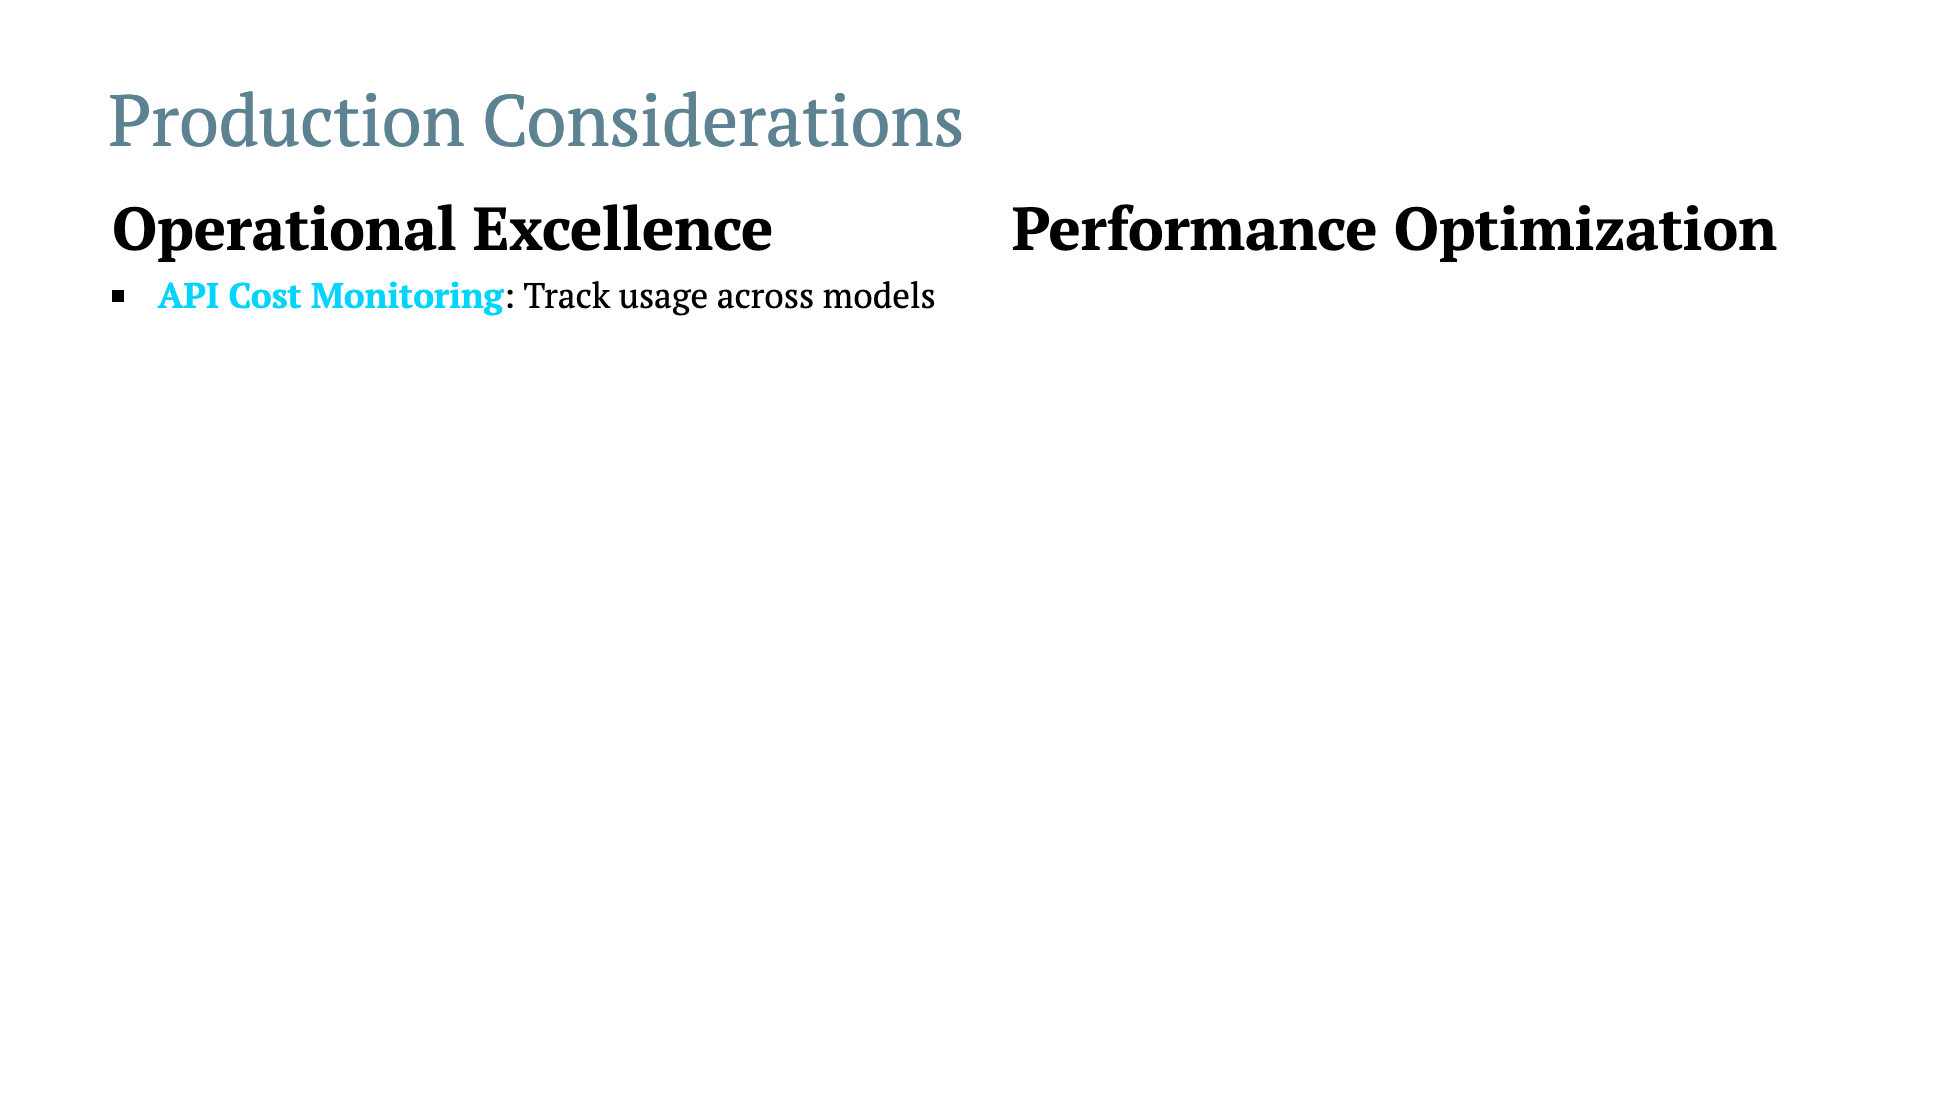 Production Considerations
Operational Excellence
▪ API Cost Monitoring: Track usage across models
Performance Optimization